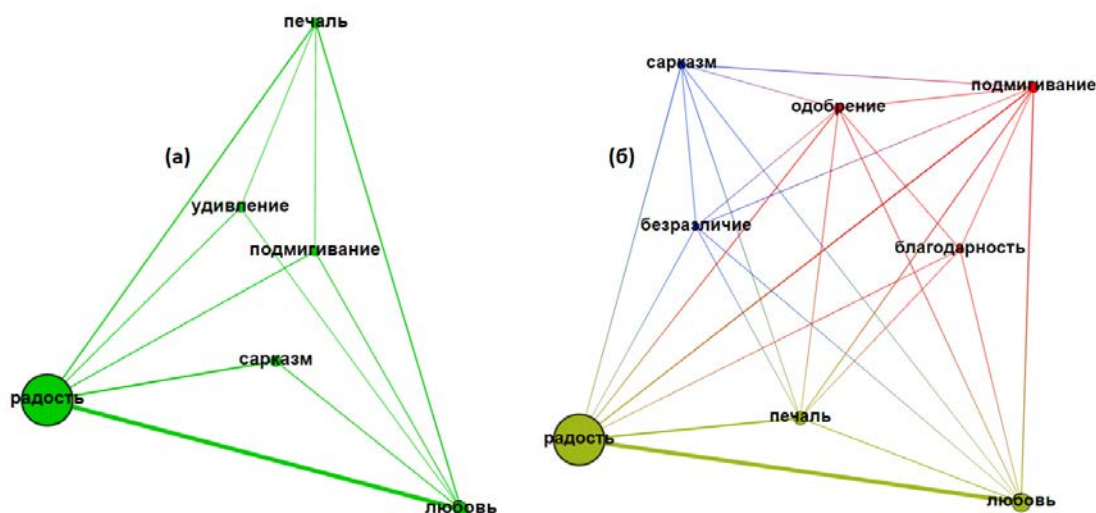 печаль
(а)
удивление
подмигивание
сарказм
радость
любовь
сарказм
подмигивание
одобрение
(б)
безразличие
благодарность
печаль
радость
любовь